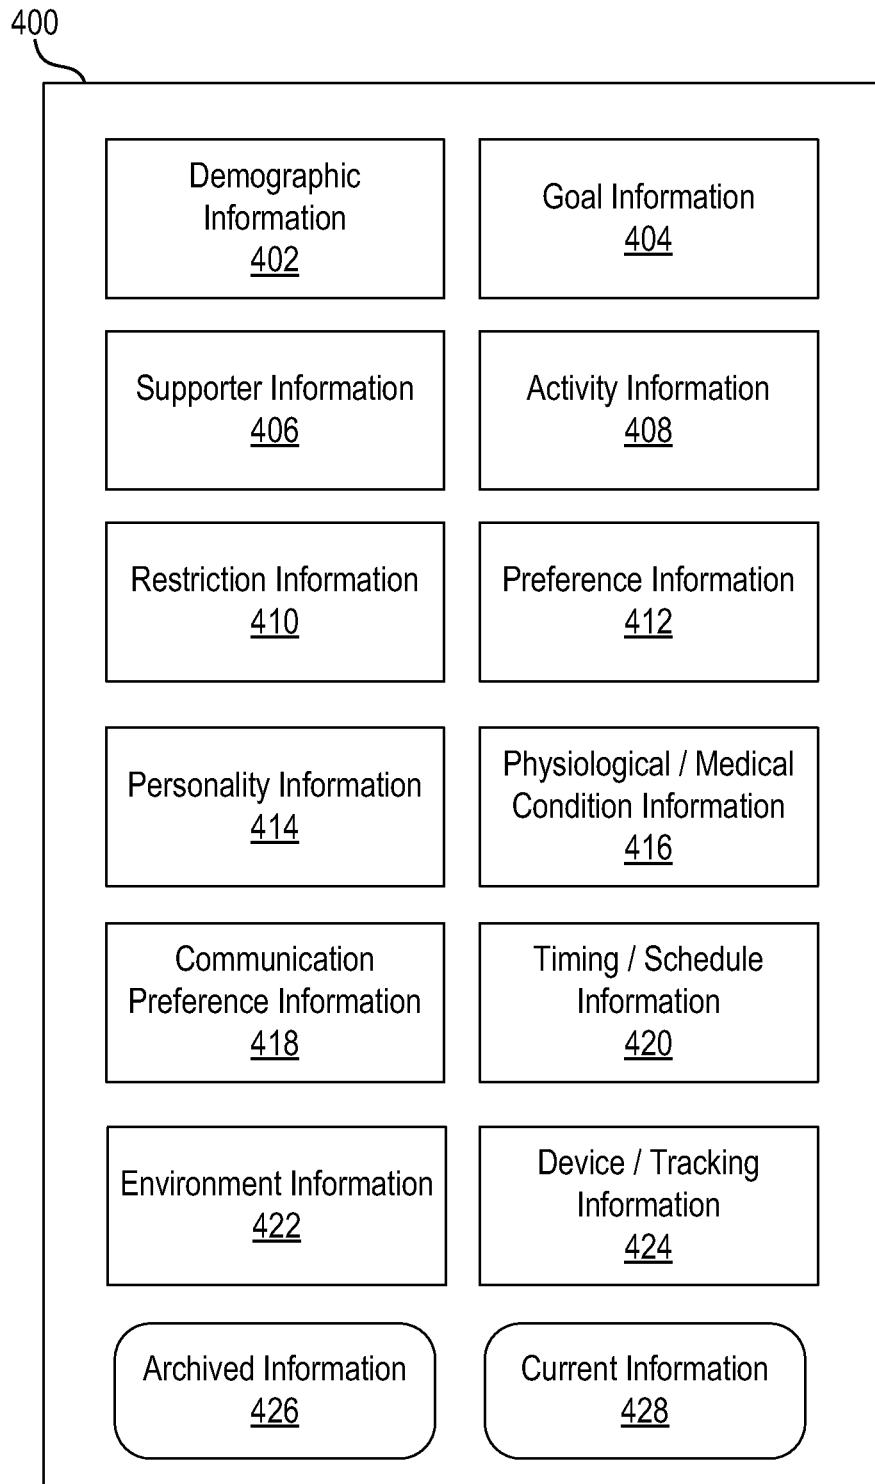 400
Demographic
Information
402
Goal Information
404
Supporter Information
406
Activity Information
408
Restriction Information
410
Preference Information
412
Personality Information
414
Physiological / Medical
Condition Information
416
Communication
Preference Information
418
Timing / Schedule
Information
420
Environment Information
422
Device / Tracking
Information
424
Archived Information
426
Current Information
428